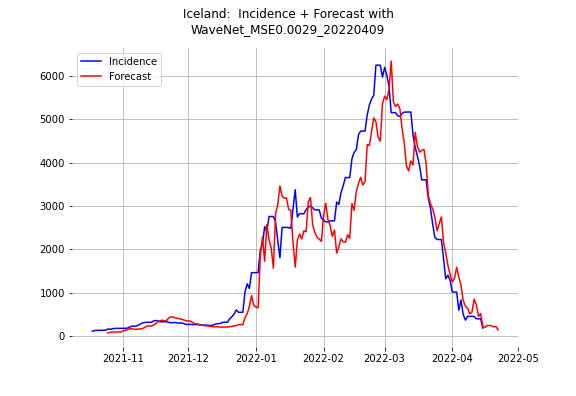 Iceland:  Incidence + Forecast with
WaveNet_MSE0.0029_20220409
Incidence
Forecast
6000
5000
4000
3000
2000
1000
0
2021-11 2021-12 2022-01 2022-02 2022-03 2022-04 2022-05